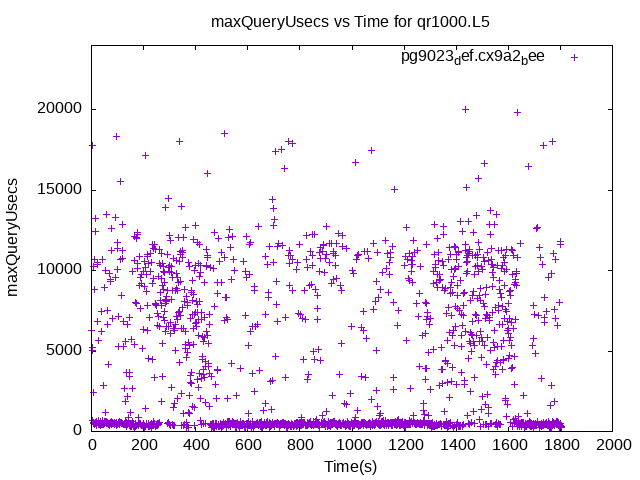 maxQueryUsecs vs Time for qr1000.L5
pg9023def.cx9a2bee
maxQueryUsecs
20000
15000
10000
5000
0
0 200 400 600 800 1000 1200 1400 1600 1800 2000
Time(s)